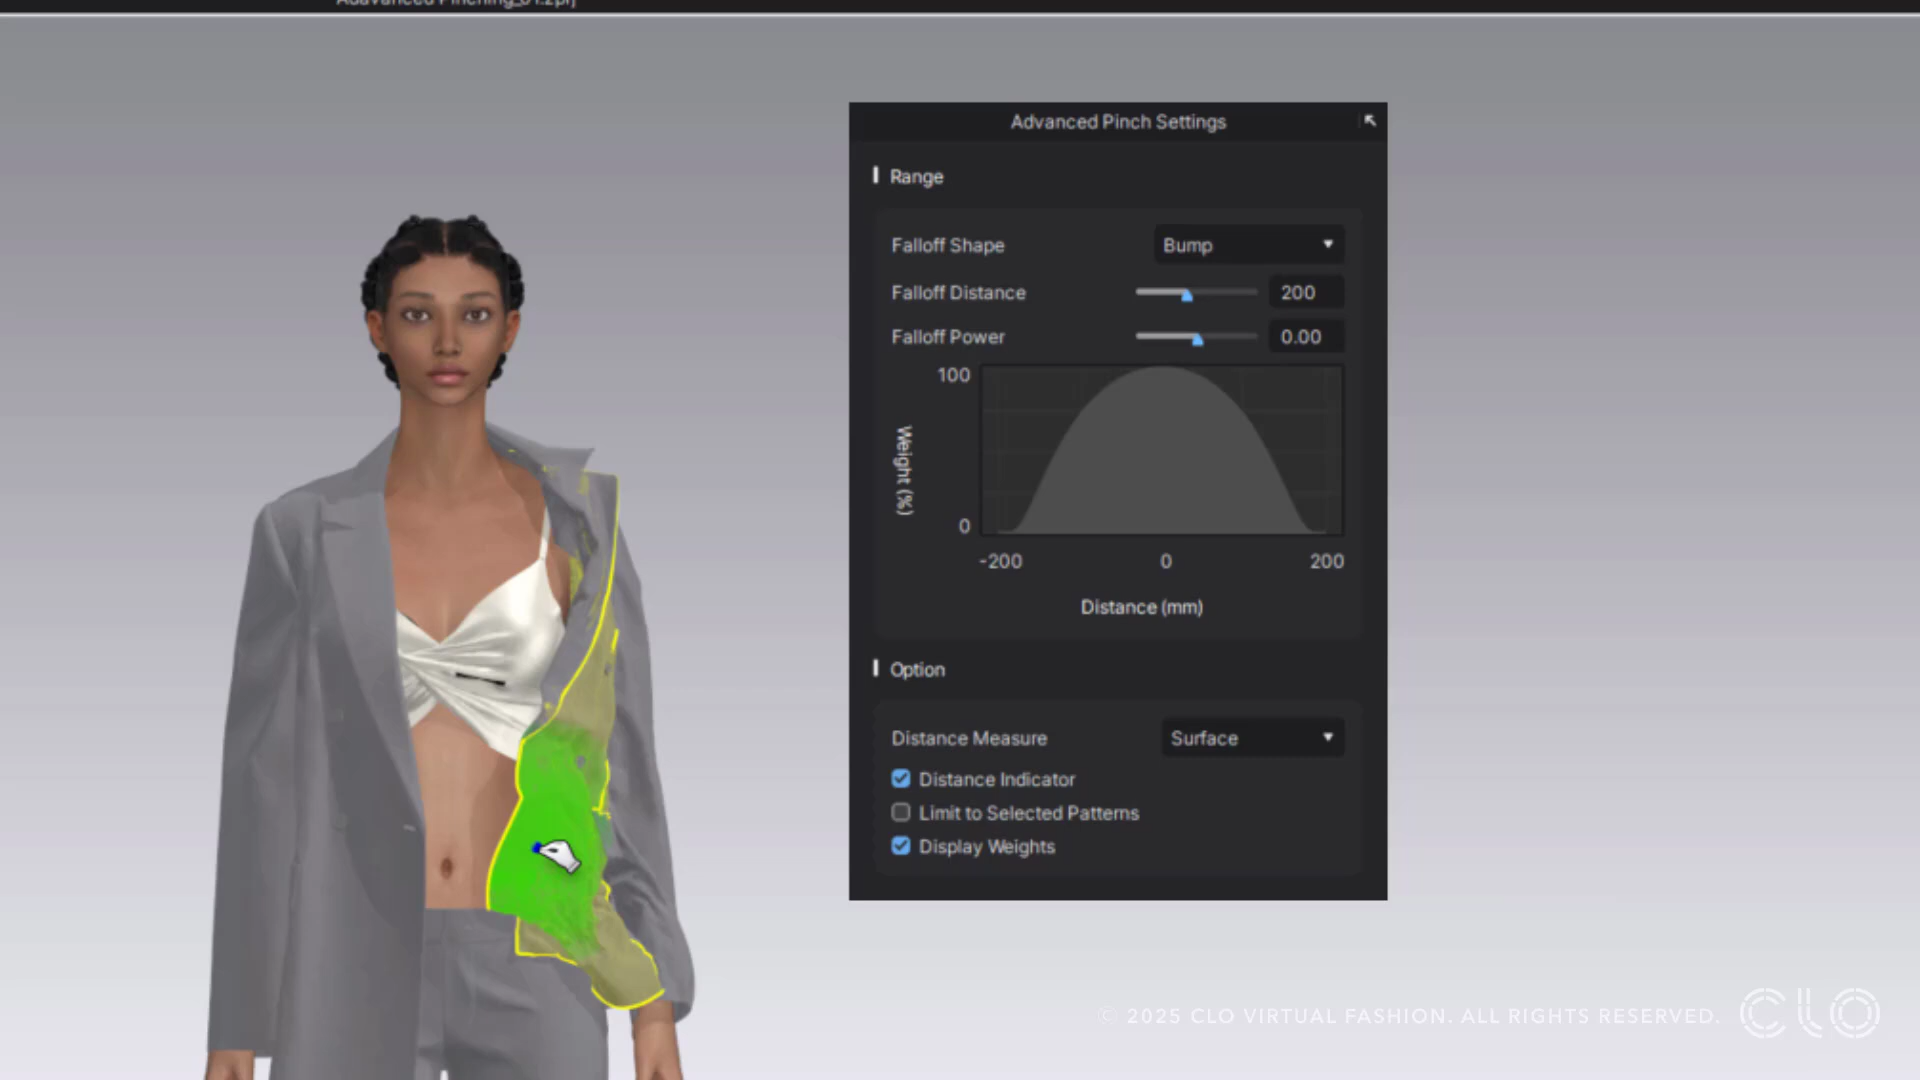 Advanced Pinch Settings
Range
Falloff Shape Bump
Falloff Distance 200
Falloff Power 0.00
100
Weight (%)
0
-200 0 200
Distance (mm)
Option
Distance Measure Surface
Distance Indicator
Limit to Selected Patterns
Display Weights
© 2025 CLO VIRTUAL FASHION. ALL RIGHTS RESERVED. CLO